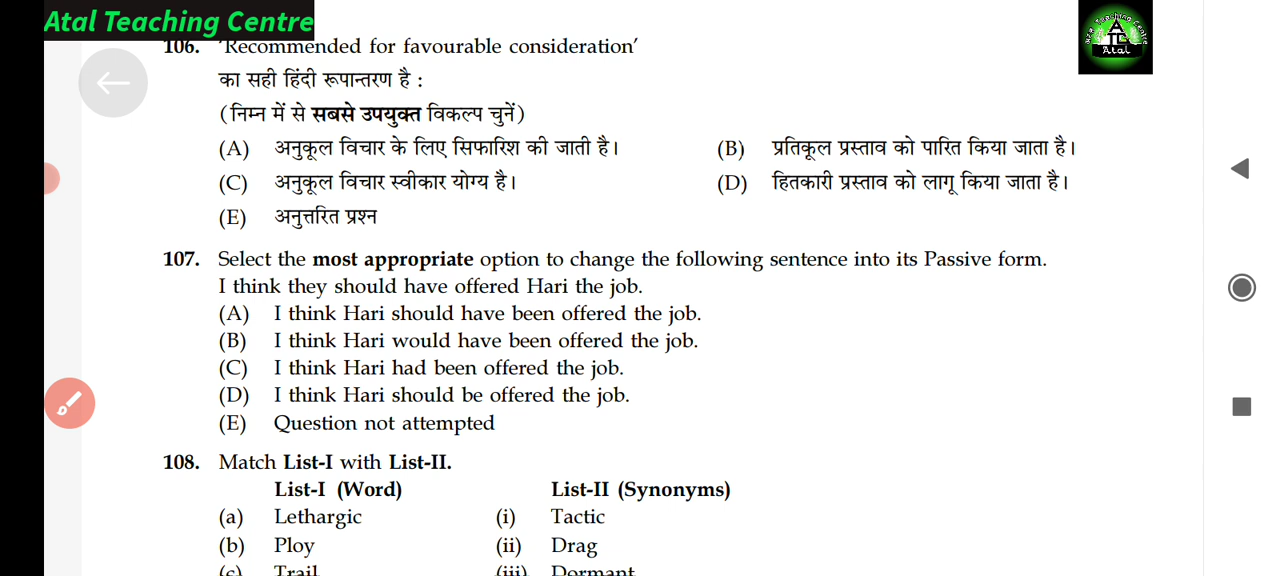 Atal Teaching Centre
106. 'Recommended for favourable consideration'
का सही हिंदी रूपान्तरण है :
(निम्न में से सबसे उपयुक्त विकल्प चुनें)
(A) अनुकूल विचार के लिए सिफारिश की जाती है। (B) प्रतिकूल प्रस्ताव को पारित किया जाता है।
(C) अनुकूल विचार स्वीकार योग्य है। (D) हितकारी प्रस्ताव को लागू किया जाता है।
(E) अनुत्तरित प्रश्न
107. Select the most appropriate option to change the following sentence into its Passive form.
I think they should have offered Hari the job.
(A) I think Hari should have been offered the job.
(B) I think Hari would have been offered the job.
(C) I think Hari had been offered the job.
(D) I think Hari should be offered the job.
(E) Question not attempted
108. Match List-I with List-II.
List-I (Word) List-II (Synonyms)
(a) Lethargic (i) Tactic
(b) Ploy (ii) Drag
(c) Trail (iii) Dormant
Atal